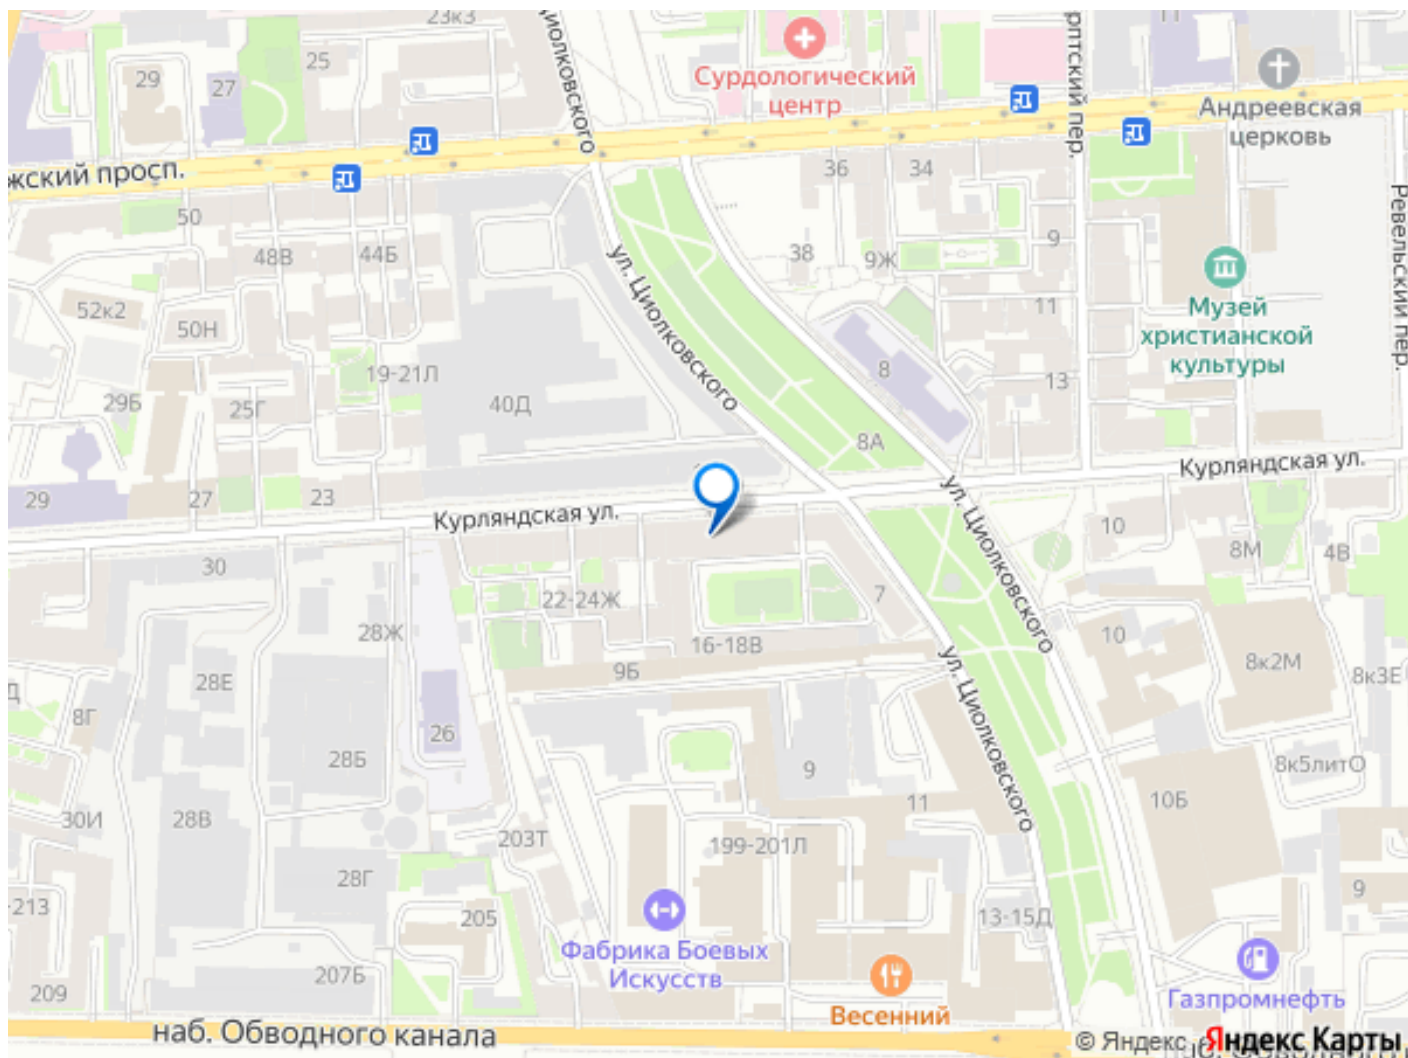 23к3
11
Циолковского
рптский пер.
25
29
27
Сурдологический
центр
Андреевская
церковь
жский просп.
36
34
50
Ревельский пер.
48В
44Б
ул. Циолковского
38
9Ж
9
52к2
50Н
11
Музей
христианской
культуры
19-21Л
8
13
29Б
25Г
40Д
8А
Курляндская ул.
29
27
23
Курляндская ул.
ул. Циолковского
10
8М
4В
30
22-24Ж
7
28Ж
16-18В
10
9Б
ул. Циолковского
8к2М
8к3Е
28Е
Д
8Г
26
28Б
9
8к5литО
11
10Б
30И
28В
203Т
199-201Л
28Г
9
-213
205
13-15Д
Фабрика Боевых
Искусств
207Б
209
Весенний
Газпромнефть
наб. Обводного канала
© Яндекс
Яндекс Карты